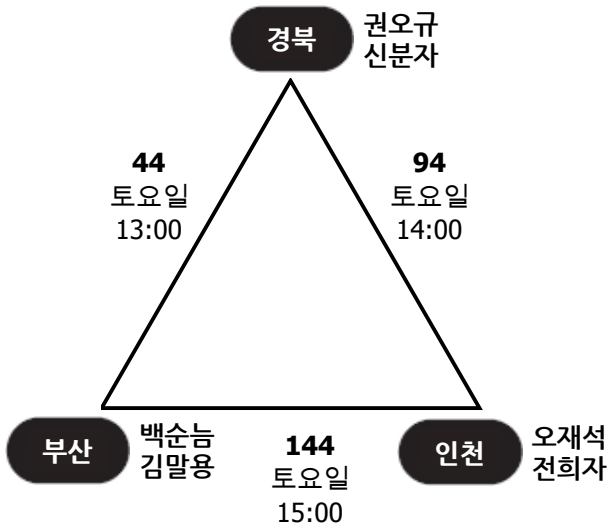 경북
권오규
신분자
44
토요일
13:00
94
토요일
14:00
부산
백순늠
김말용
144
토요일
15:00
인천
오재석
전희자